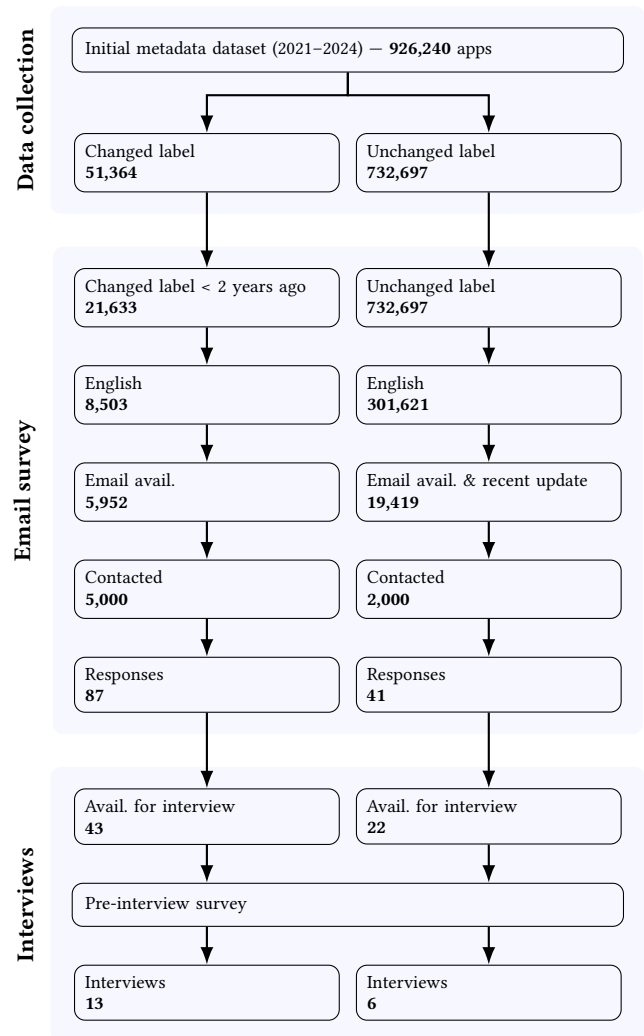 Data collection
Initial metadata dataset (2021–2024) — 926,240 apps
Changed label
51,364
Unchanged label
732,697
Email survey
Changed label < 2 years ago
21,633
Unchanged label
732,697
English
8,503
English
301,621
Email avail.
5,952
Email avail. & recent update
19,419
Contacted
5,000
Contacted
2,000
Responses
87
Responses
41
Interviews
Avail. for interview
43
Avail. for interview
22
Pre-interview survey
Interviews
13
Interviews
6